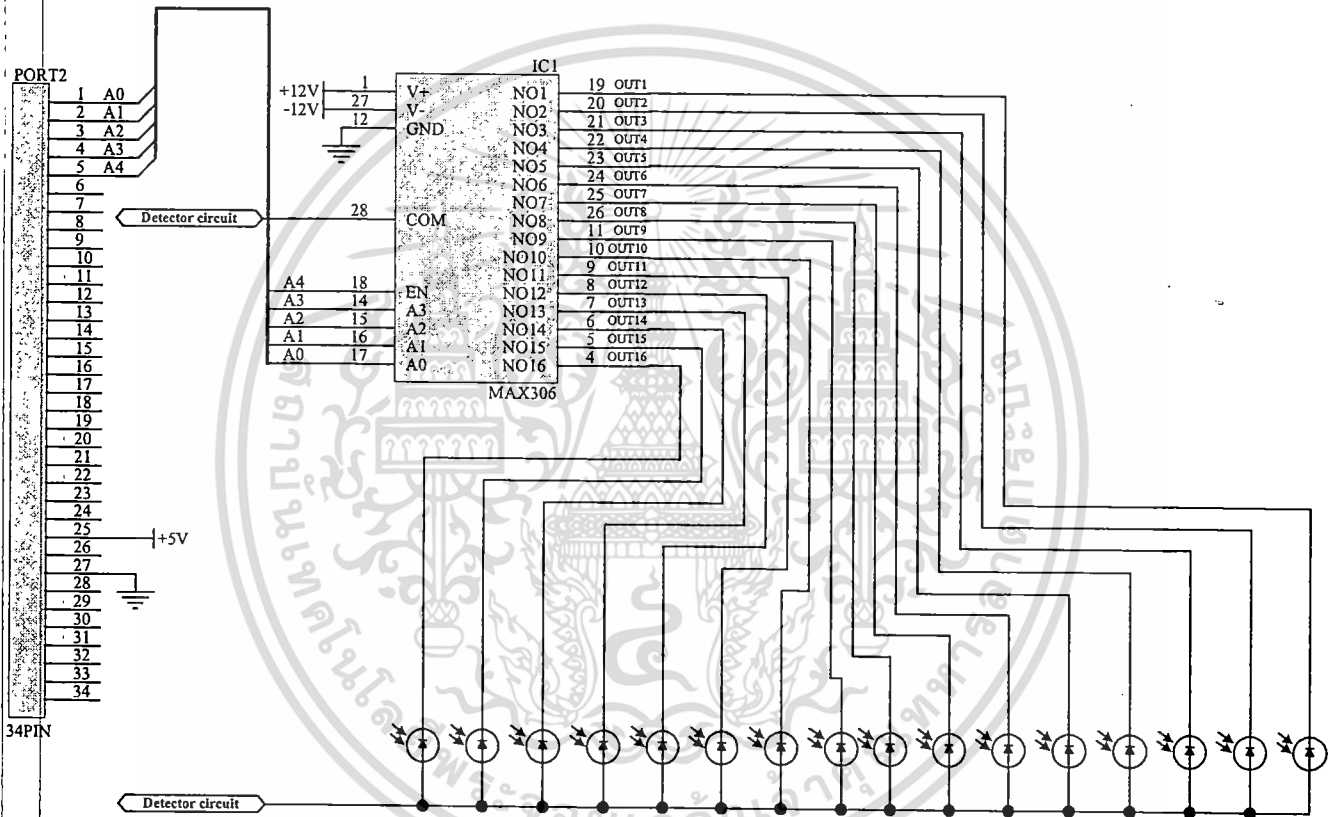 PORT2
1 A0
2 A1
3 A2
4 A3
5 A4
6
7
8
9
10
11
12
13
14
15
16
17
18
19
20
21
22
23
24
25 +5V
26
27
28
29
30
31
32
33
34
34PIN
Detector circuit
IC1
+12V 1 V+
-12V 27 V-
12 GND
28 COM
A4 18 EN
A3 14 A3
A2 15 A2
A1 16 A1
A0 17 A0
NO1 19 OUT1
NO2 20 OUT2
NO3 21 OUT3
NO4 22 OUT4
NO5 23 OUT5
NO6 24 OUT6
NO7 25 OUT7
NO8 26 OUT8
NO9 11 OUT9
NO10 10 OUT10
NO11 9 OUT11
NO12 8 OUT12
NO13 7 OUT13
NO14 6 OUT14
NO15 5 OUT15
NO16 4 OUT16
MAX306
Detector circuit